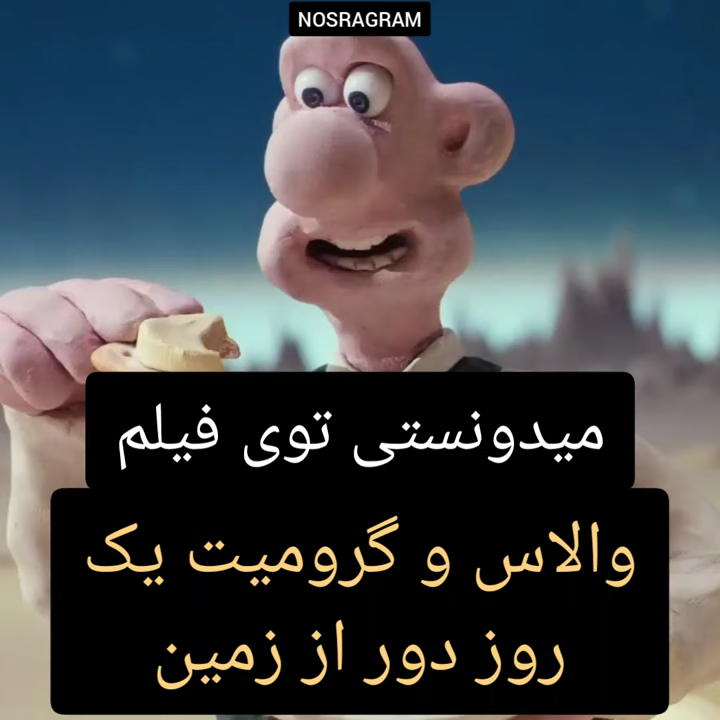 NOSRAGRAM
میدونستی توی فیلم
والاس و گرومیت یک
روز دور از زمین